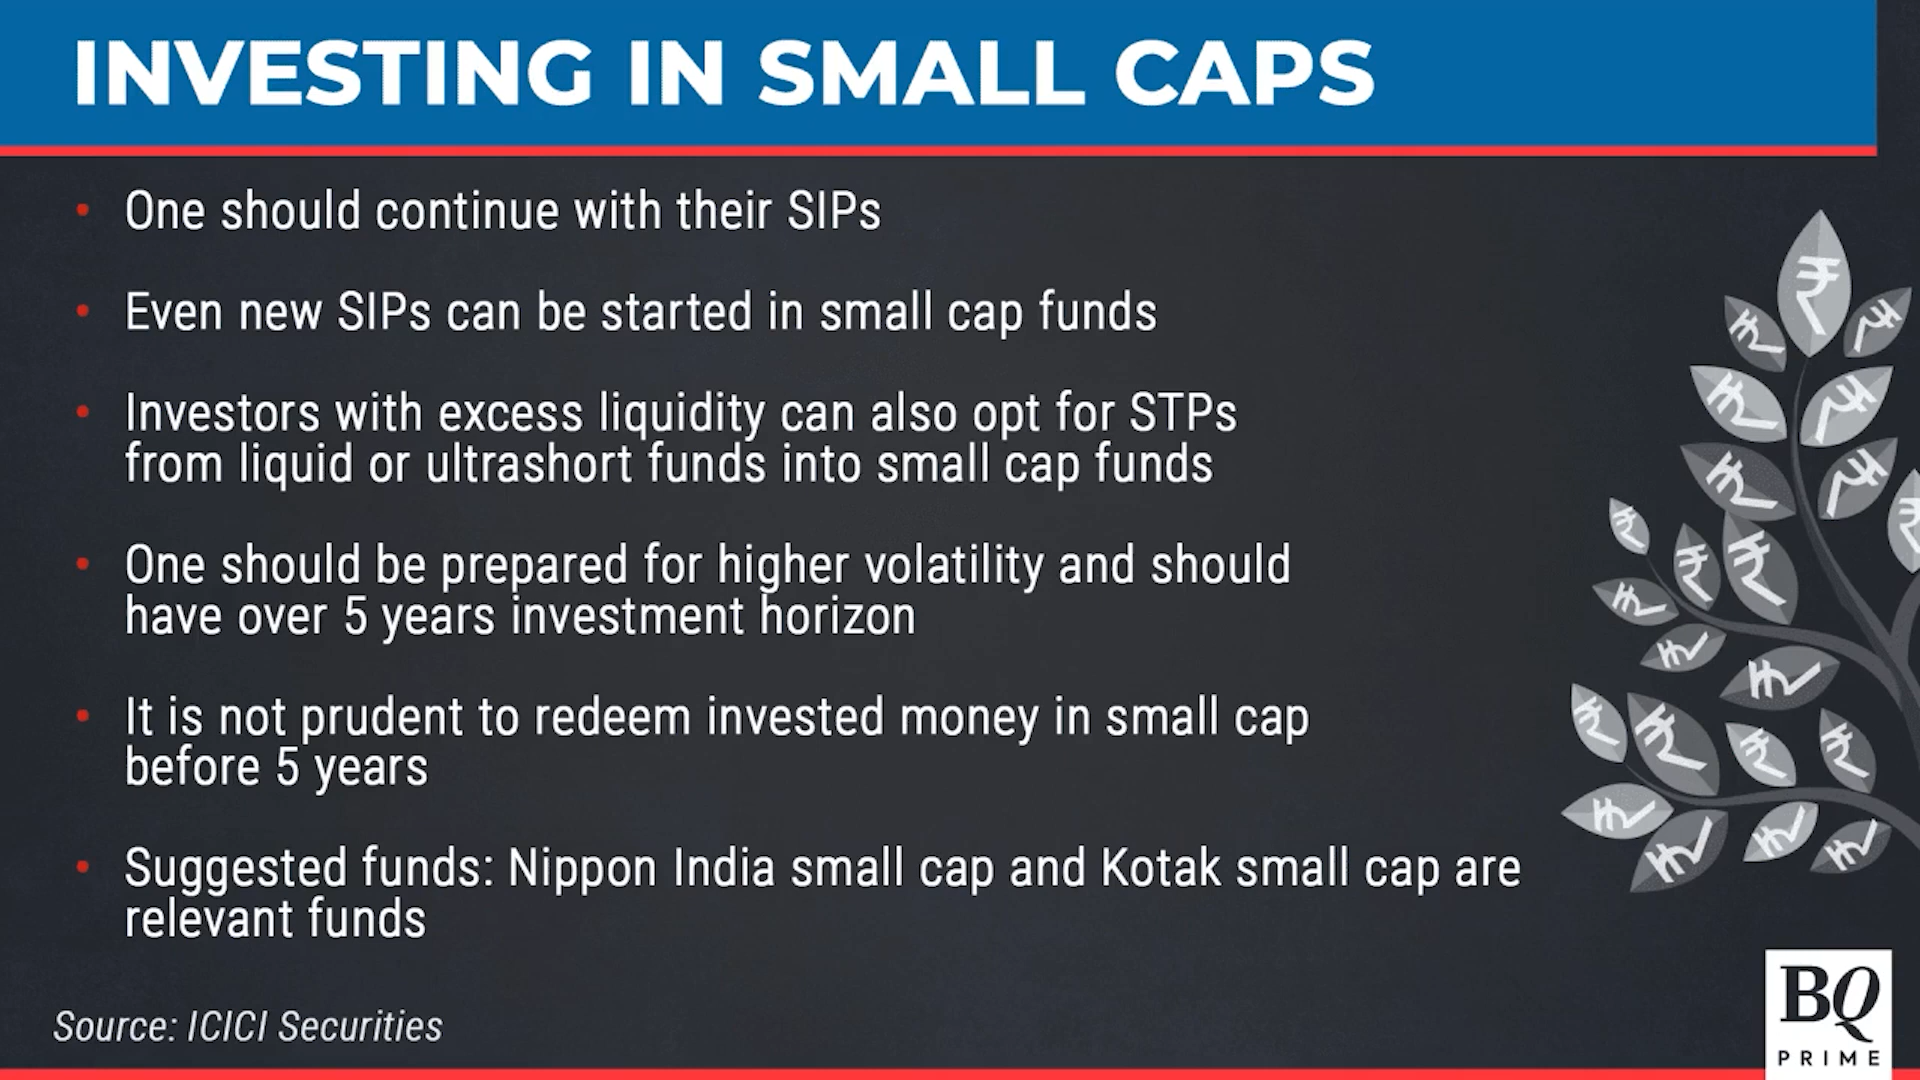 INVESTING IN SMALL CAPS
• One should continue with their SIPs
• Even new SIPs can be started in small cap funds
• Investors with excess liquidity can also opt for STPs
from liquid or ultrashort funds into small cap funds
• One should be prepared for higher volatility and should
have over 5 years investment horizon
• It is not prudent to redeem invested money in small cap
before 5 years
• Suggested funds: Nippon India small cap and Kotak small cap are
relevant funds
Source: ICICI Securities
BQ
PRIME